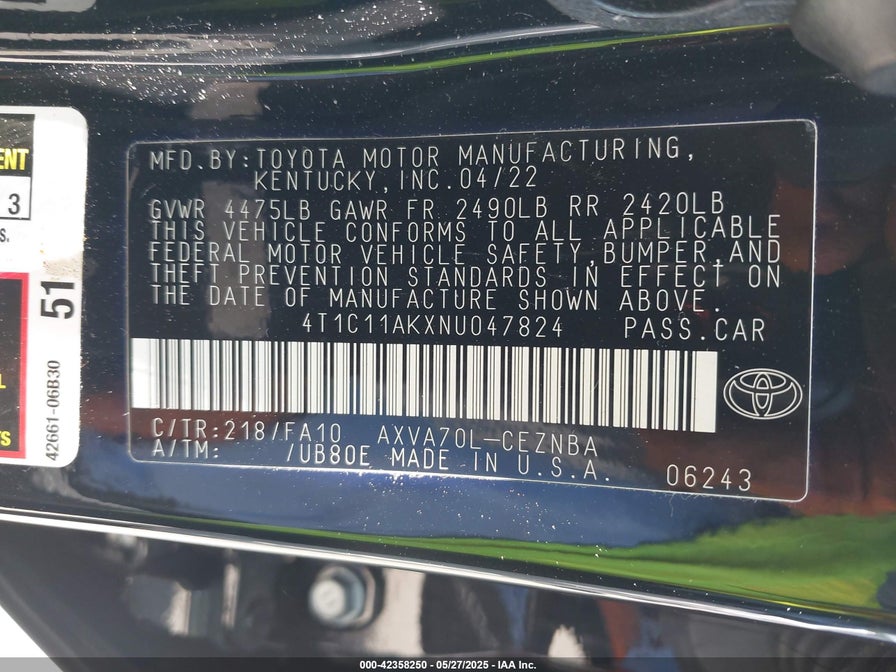 MFD.BY:TOYOTA MOTOR MANUFACTURING,
KENTUCKY,INC.04/22
GVWR 4475LB GAWR FR 2490LB RR 2420LB
THIS VEHICLE CONFORMS TO ALL APPLICABLE
FEDERAL MOTOR VEHICLE SAFETY,BUMPER,AND
THEFT PREVENTION STANDARDS IN EFFECT ON
THE DATE OF MANUFACTURE SHOWN ABOVE.
4T1C11AKXNU047824 PASS.CAR
C/TR:218/FA10 AXVA70L-CEZNBA
A/TM: /UB80E MADE IN U.S.A.
06243
ENT
3
S.
51
L
TS
42661-06B30
000-42358250 — 05/27/2025 — IAA Inc.